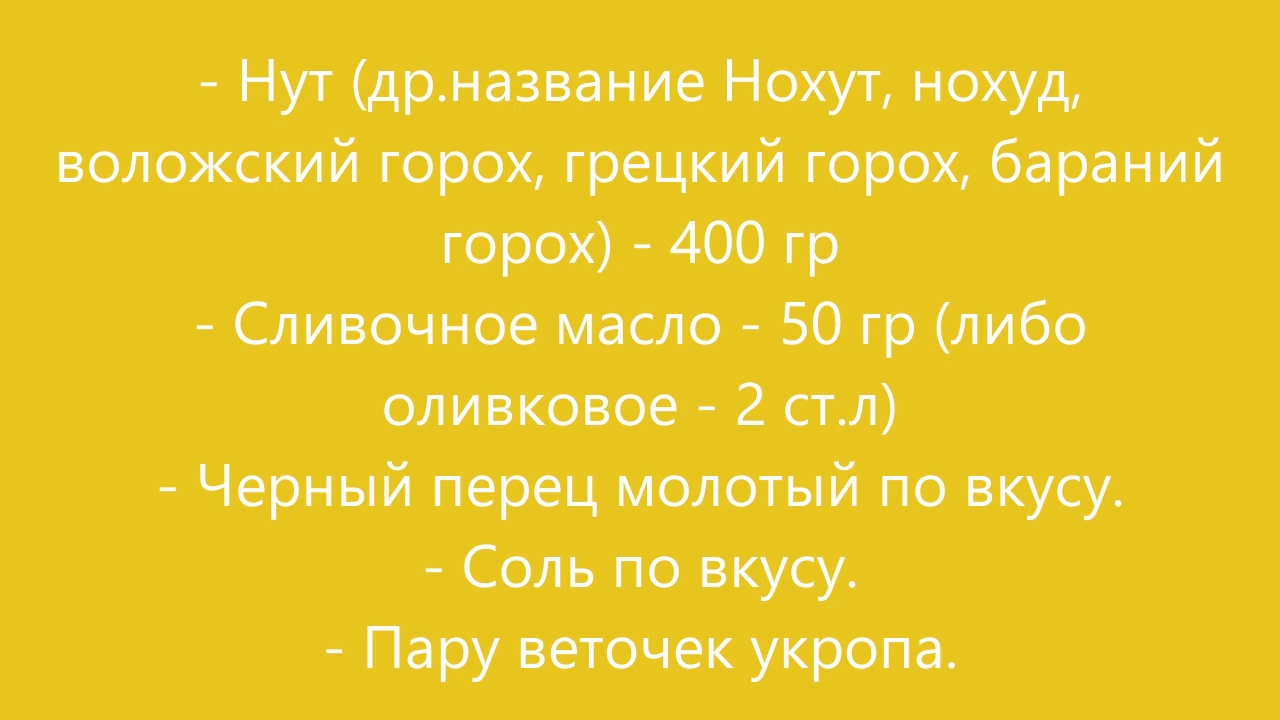 - Нут (др.название Нохут, нохуд,
воложский горох, грецкий горох, бараний
горох) - 400 гр
- Сливочное масло - 50 гр (либо
оливковое - 2 ст.л)
- Черный перец молотый по вкусу.
- Соль по вкусу.
- Пару веточек укропа.